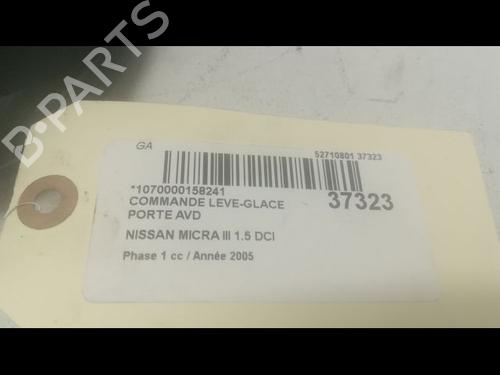 B-PARTS
GA
52710801 37323
*1070000158241
COMMANDE LEVE-GLACE
37323
PORTE AVD
NISSAN MICRA III 1.5 DCI
Phase 1 cc / Année 2005